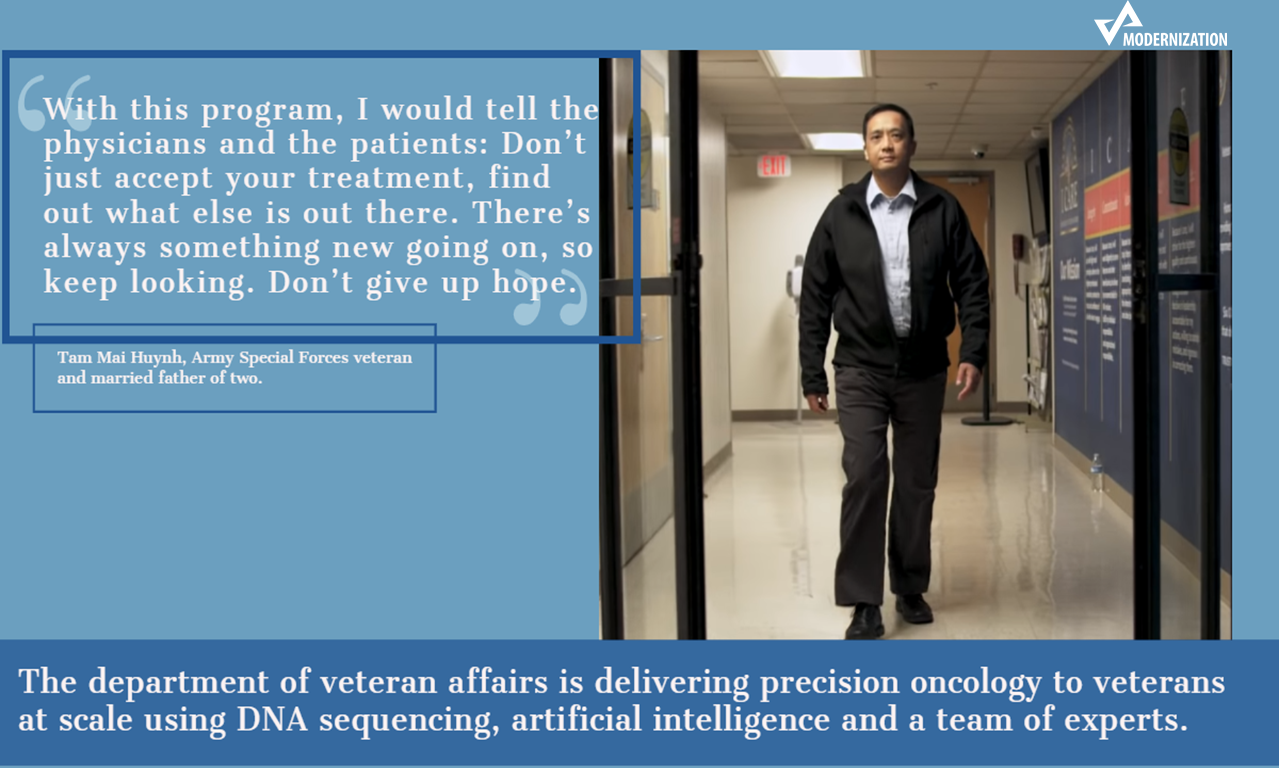 MODERNIZATION
With this program, I would tell the
physicians and the patients: Don’t
just accept your treatment, find
out what else is out there. There’s
always something new going on, so
keep looking. Don’t give up hope.
Tam Mai Huynh, Army Special Forces veteran
and married father of two.
EXIT
I CARE
I
C
Our Mission
The department of veteran affairs is delivering precision oncology to veterans
at scale using DNA sequencing, artificial intelligence and a team of experts.